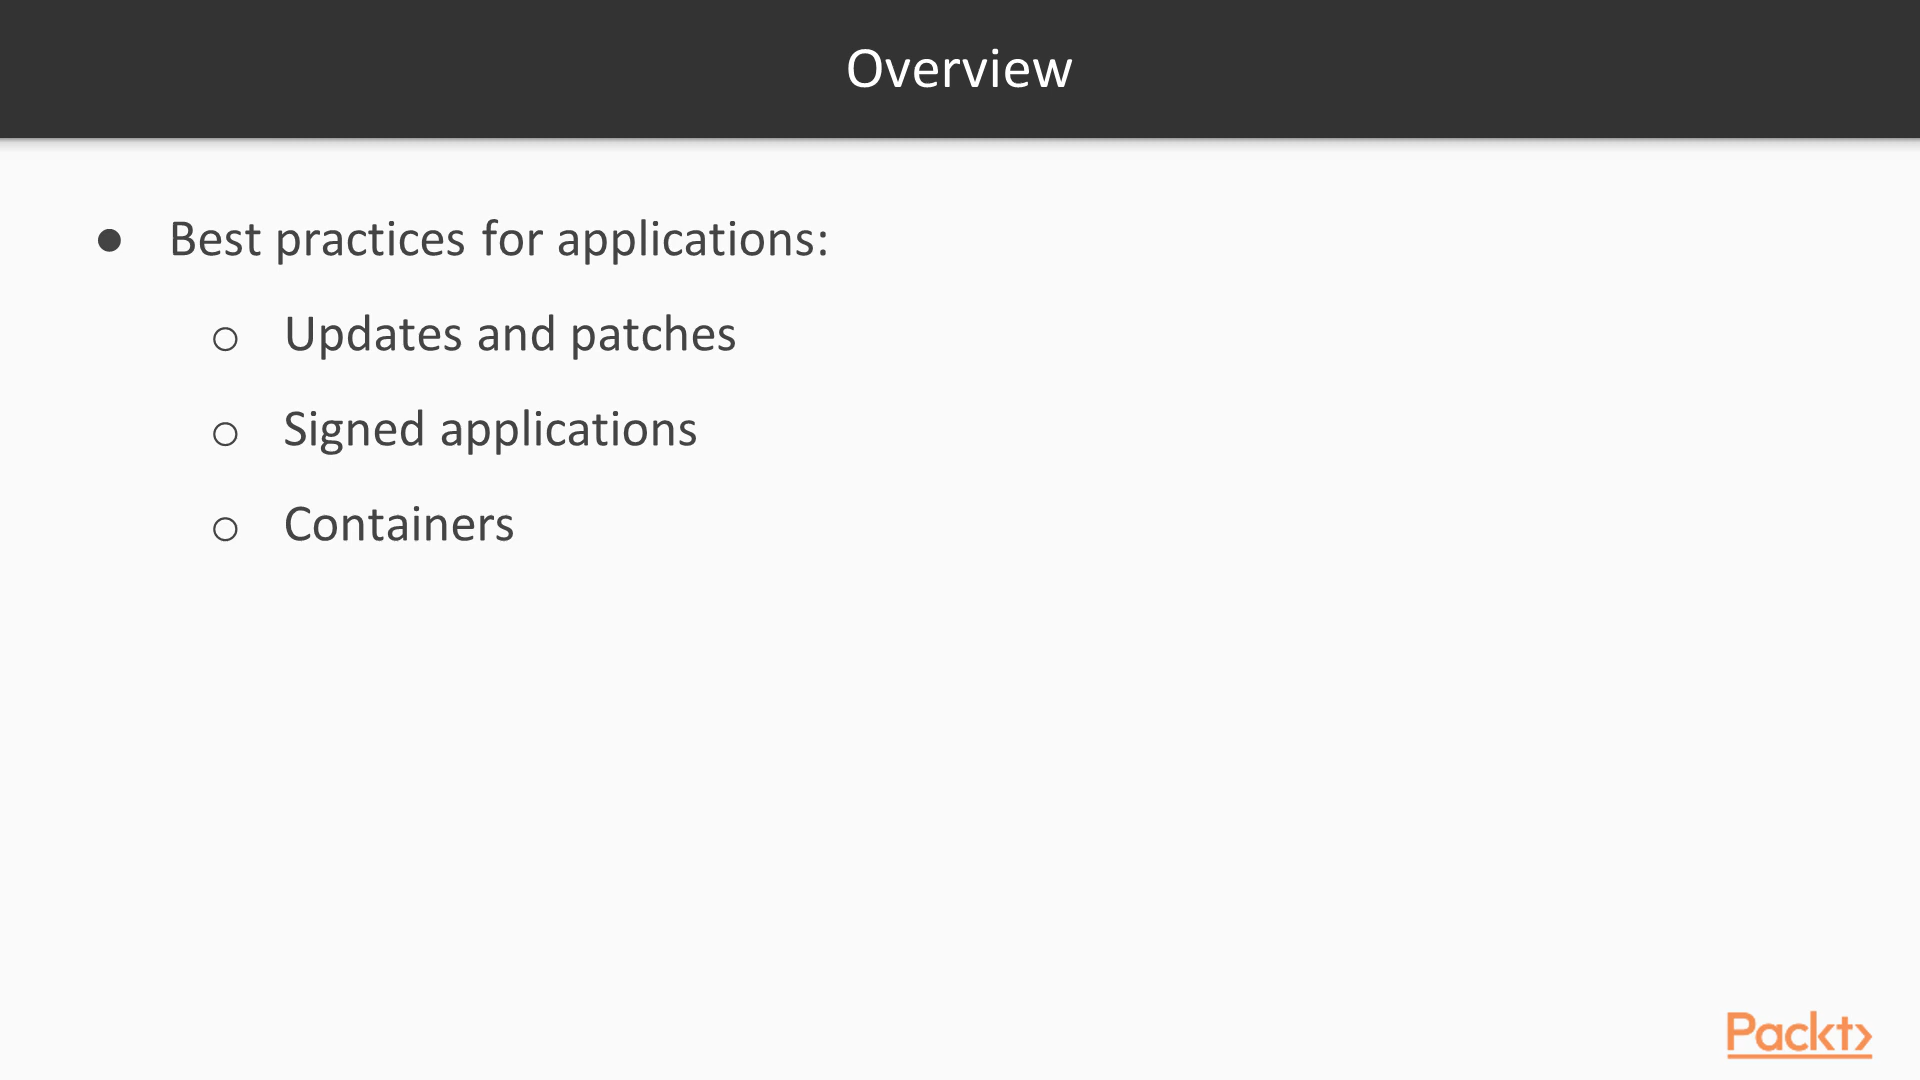 Overview
● Best practices for applications:
○ Updates and patches
○ Signed applications
○ Containers
Packt>